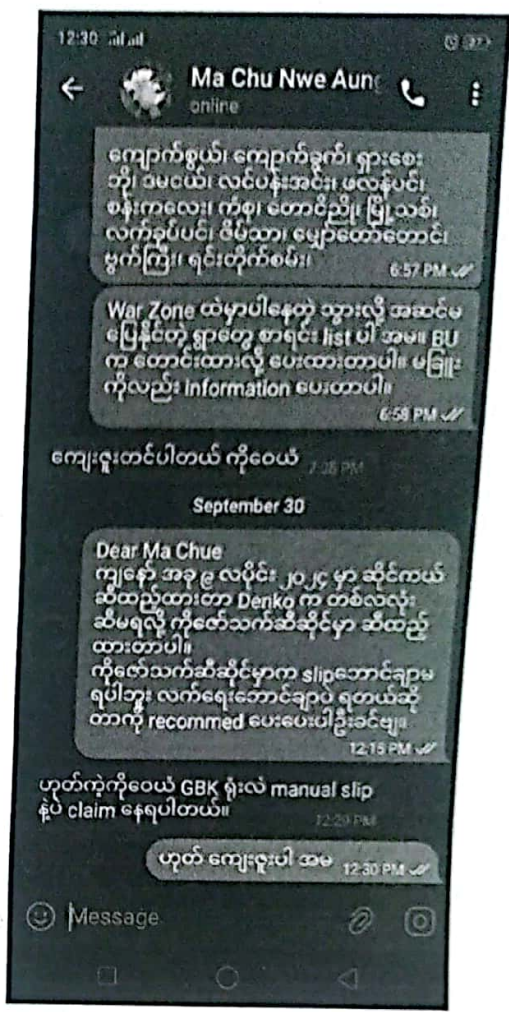 12:30
Ma Chu Nwe Aung
online
ကျောက်စွယ်၊ ကျောက်ခွက်၊ ရှားစေး
ဘို၊ ဒမငယ်၊ လင်ပန်းအင်း၊ ဖလန်ပင်၊
စန်းကလေး၊ ကံစု၊ တောင်ငိညို၊ မြို့သစ်၊
လက်ခုပ်ပင်၊ ဇိမ်သာ၊ မျှော်တော်တောင်၊
ဗွက်ကြီး၊ ရင်းတိုက်စမ်း၊
6:57 PM
War Zone ထဲမှာပါနေတဲ့ သွားလို့ အဆင်မ
ပြေနိုင်တဲ့ ရွာတွေ စာရင်း list ပါ အမ။ BU
က တောင်းထားလို့ ပေးထားတာပါ။ မခြူး
ကိုလည်း Information ပေးတာပါ။
6:58 PM
ကျေးဇူးတင်ပါတယ် ကိုဝေယံ
7:38 PM
September 30
Dear Ma Chue
ကျနော် အခု ၉ လပိုင်း ၂၀၂၄ မှာ ဆိုင်ကယ်
ဆီထည့်ထားတာ Denko က တစ်လလုံး
ဆီမရလို့ ကိုဇော်သက်ဆီဆိုင်မှာ ဆီထည့်
ထားတာပါ။
ကိုဇော်သက်ဆီဆိုင်မှာက slipဘောင်ချာမ
ရပါဘူး လက်ရေးဘောင်ချာပဲ ရတယ်ဆို
တာကို recommed ပေးပေးပါဦးခင်ဗျ။
12:15 PM
ဟုတ်ကဲ့ကိုဝေယံ GBK ရုံးလဲ manual slip
နဲ့ပဲ claim နေရပါတယ်။
12:20 PM
ဟုတ် ကျေးဇူးပါ အမ
12:30 PM
Message